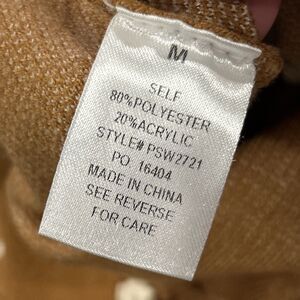 M
SELF
80%POLYESTER
20%ACRYLIC
STYLE# PSW2721
PO 16404
MADE IN CHINA
SEE REVERSE
FOR CARE